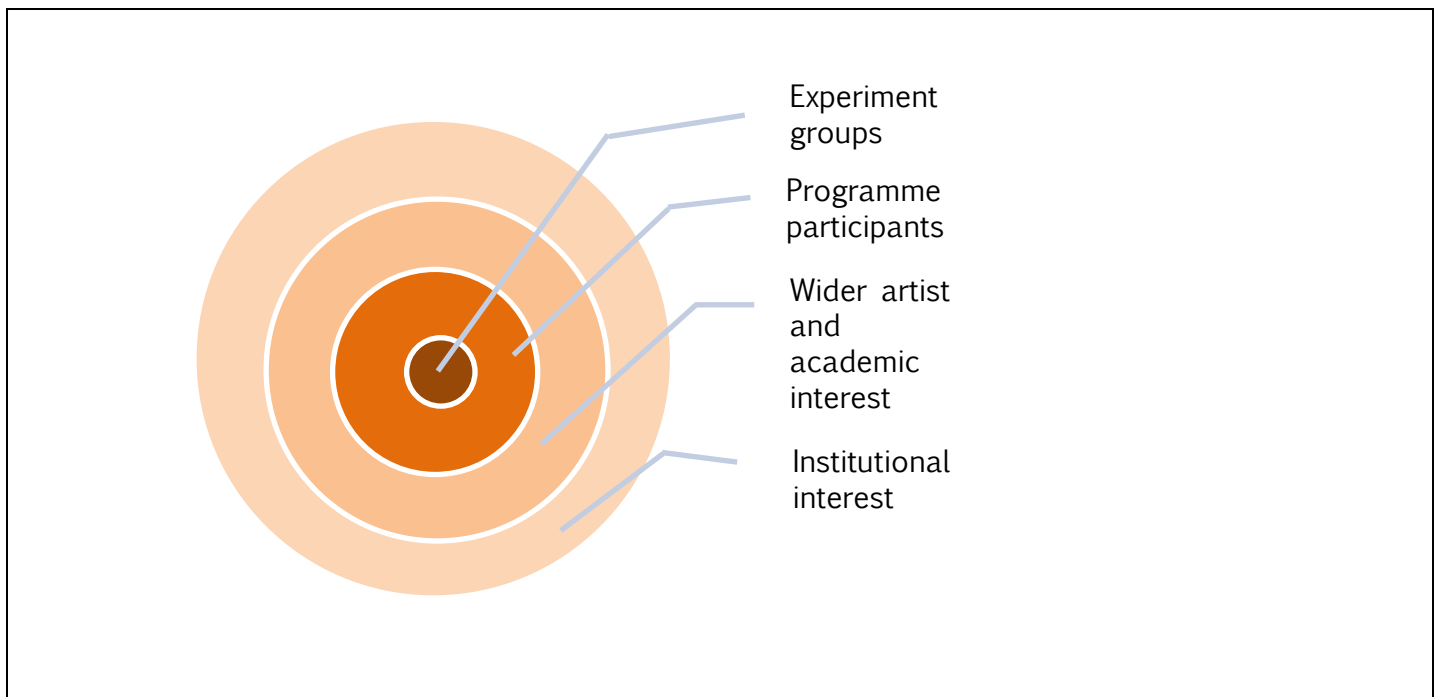 Experiment
groups
Programme
participants
Wider artist
and
academic
interest
Institutional
interest